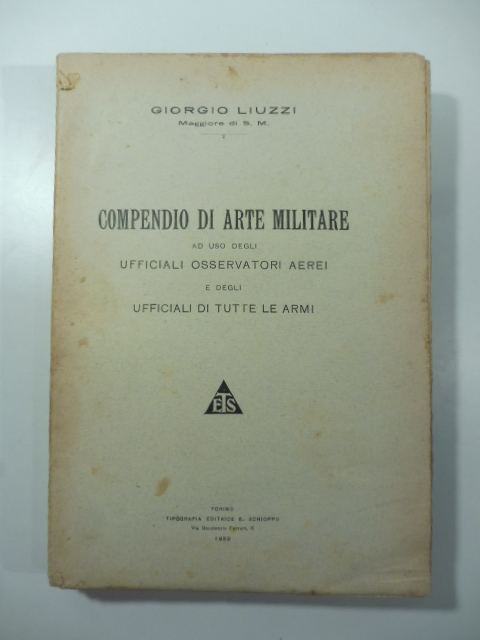 GIORGIO LIUZZI
Maggiore di S. M.
COMPENDIO DI ARTE MILITARE
AD USO DEGLI
UFFICIALI OSSERVATORI AEREI
E DEGLI
UFFICIALI DI TUTTE LE ARMI
ETS
TORINO
TIPOGRAFIA EDITRICE S. SCHIOPPO
Via